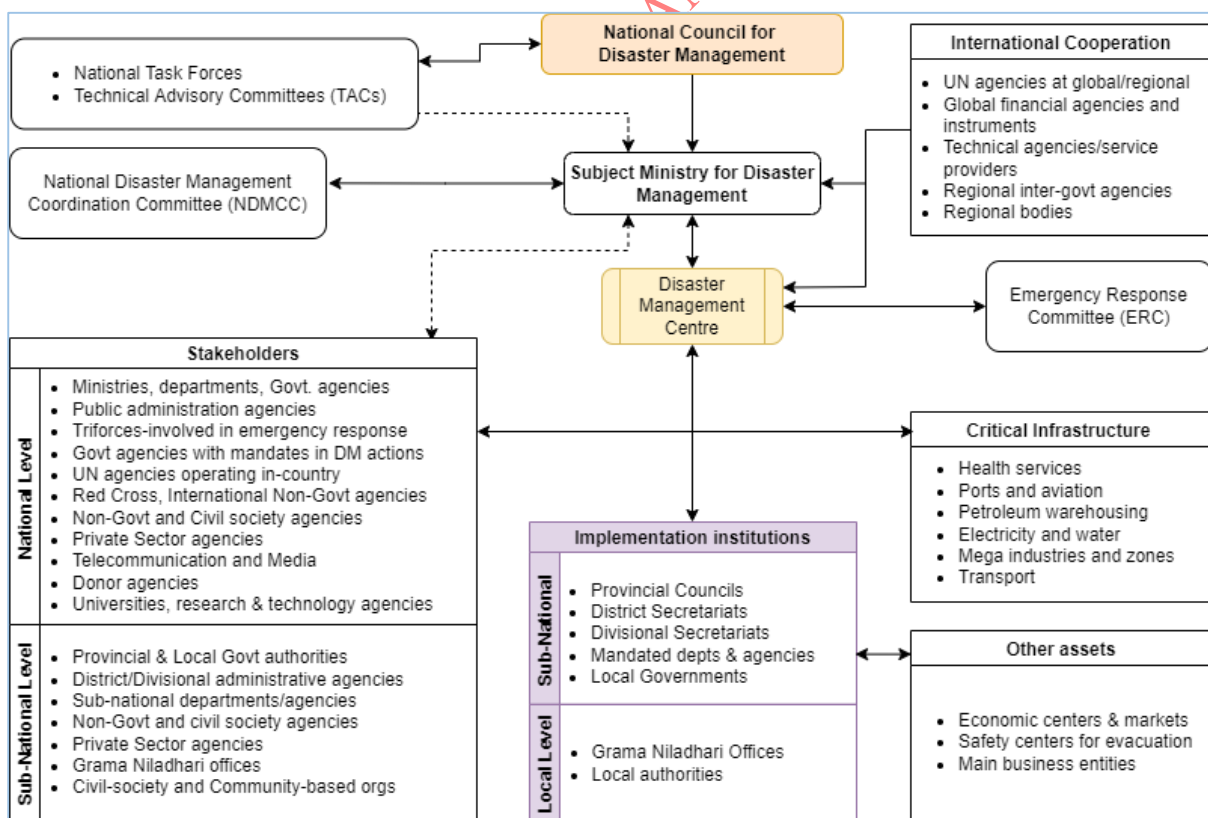 National Council for
Disaster Management
• National Task Forces
• Technical Advisory Committees (TACs)
International Cooperation
• UN agencies at global/regional
• Global financial agencies and
instruments
• Technical agencies/service
providers
• Regional inter-govt agencies
• Regional bodies
National Disaster Management
Coordination Committee (NDMCC)
Subject Ministry for Disaster
Management
Disaster
Management
Centre
Emergency Response
Committee (ERC)
Stakeholders
National Level
• Ministries, departments, Govt. agencies
• Public administration agencies
• Triforces-involved in emergency response
• Govt agencies with mandates in DM actions
• UN agencies operating in-country
• Red Cross, International Non-Govt agencies
• Non-Govt and Civil society agencies
• Private Sector agencies
• Telecommunication and Media
• Donor agencies
• Universities, research & technology agencies
Sub-National Level
• Provincial & Local Govt authorities
• District/Divisional administrative agencies
• Sub-national departments/agencies
• Non-Govt and civil society agencies
• Private Sector agencies
• Grama Niladhari offices
• Civil-society and Community-based orgs
Implementation institutions
Sub-National
• Provincial Councils
• District Secretariats
• Divisional Secretariats
• Mandated depts & agencies
• Local Governments
Local Level
• Grama Niladhari Offices
• Local authorities
Critical Infrastructure
• Health services
• Ports and aviation
• Petroleum warehousing
• Electricity and water
• Mega industries and zones
• Transport
Other assets
• Economic centers & markets
• Safety centers for evacuation
• Main business entities